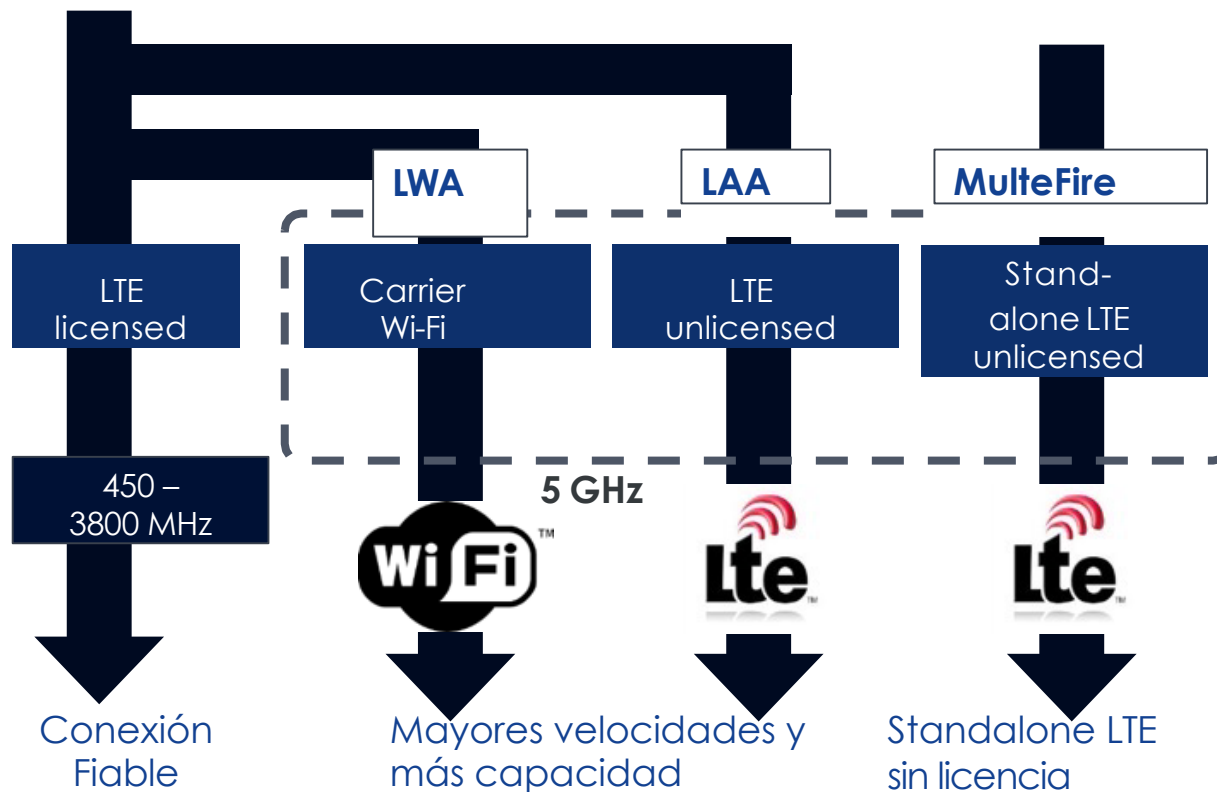 LWA
LAA
MulteFire
LTE
licensed
Carrier
Wi-Fi
LTE
unlicensed
Stand-
alone LTE
unlicensed
450 –
3800 MHz
5 GHz
Wi Fi TM
Lte TM
Lte TM
Conexión
Fiable
Mayores velocidades y
más capacidad
Standalone LTE
sin licencia